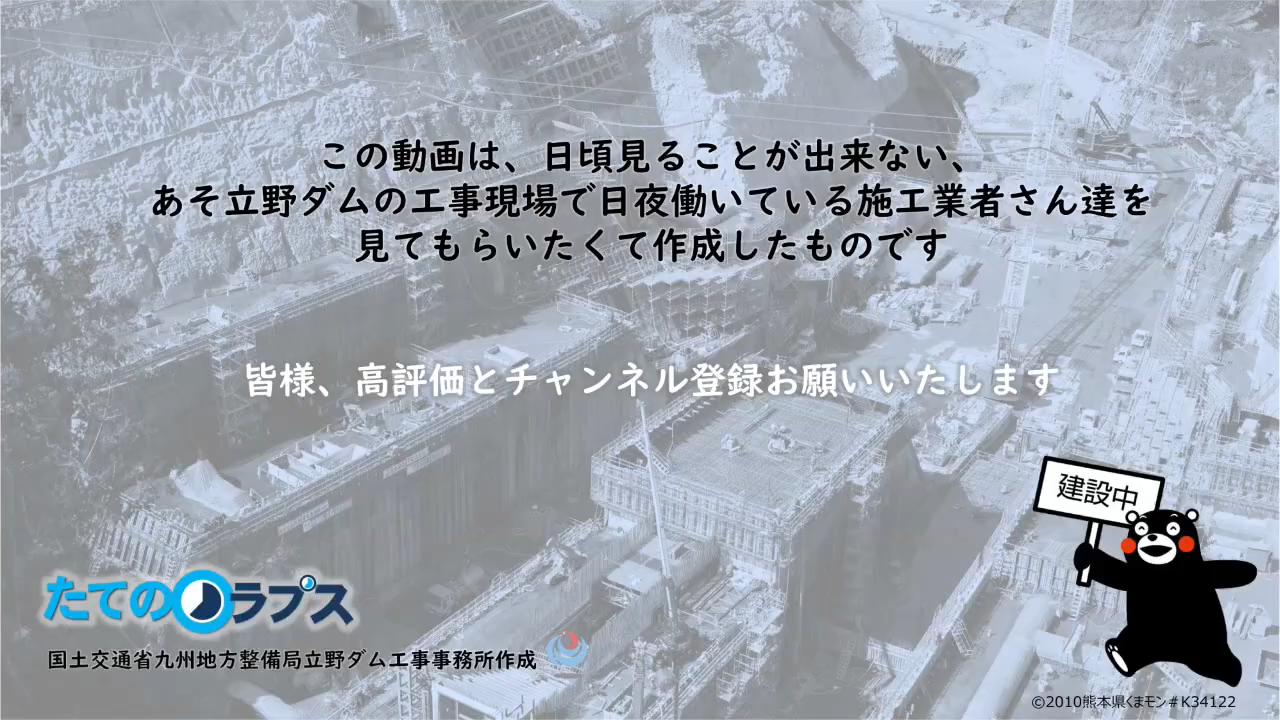 この動画は、日頃見ることが出来ない、
あそ立野ダムの工事現場で日夜働いている施工業者さん達を
見てもらいたくて作成したものです
皆様、高評価とチャンネル登録お願いいたします
建設中
たてのラプス
国土交通省九州地方整備局立野ダム工事事務所作成
©2010熊本県くまモン#K34122